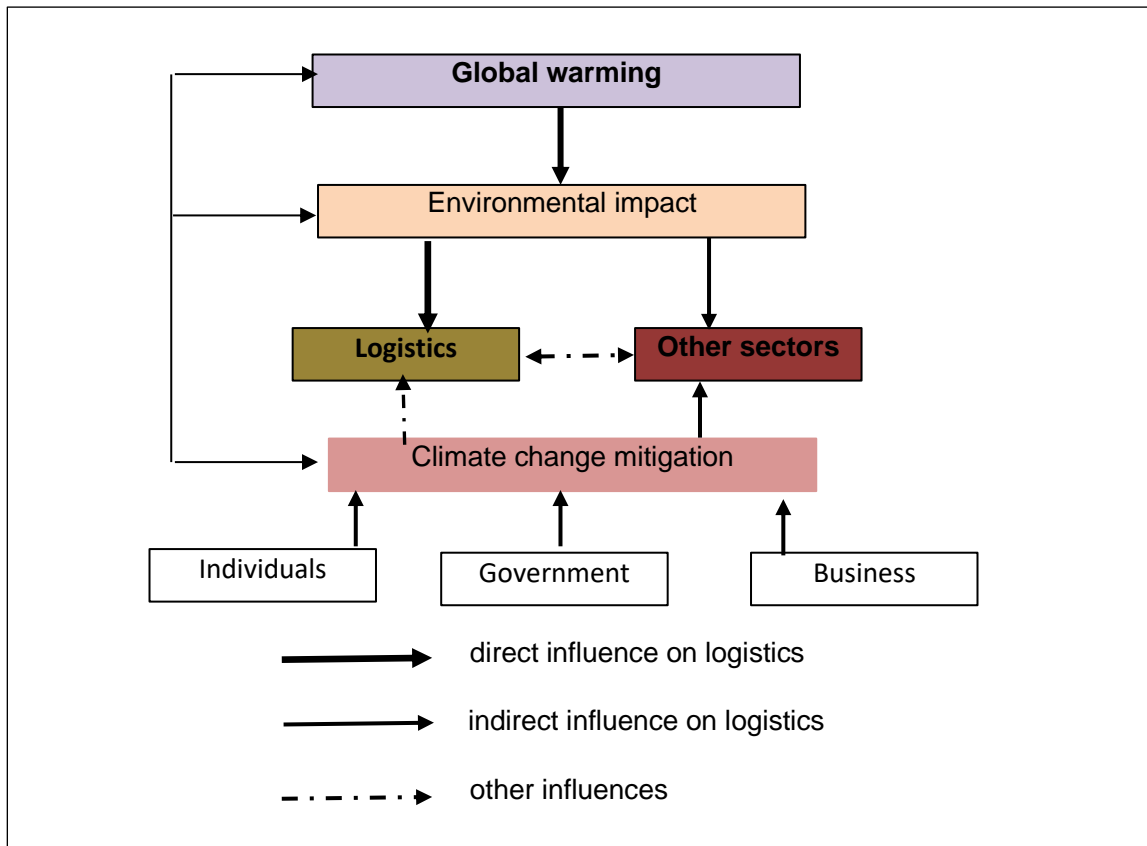 Global warming
Environmental impact
Logistics
Other sectors
Climate change mitigation
Individuals
Government
Business
direct influence on logistics
indirect influence on logistics
other influences